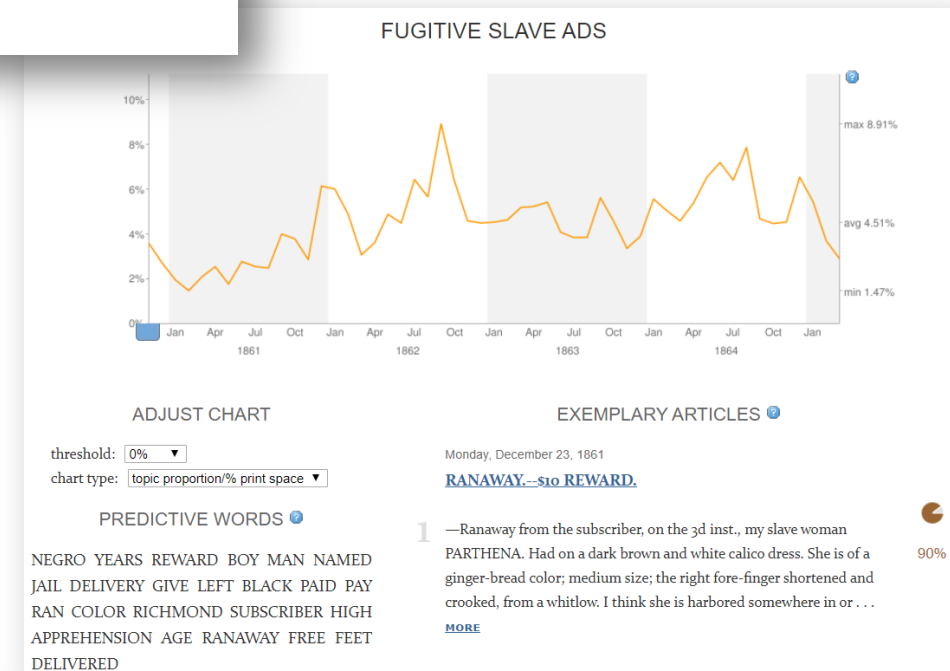 FUGITIVE SLAVE ADS
10%
8%
6%
4%
2%
0%
max 8.91%
avg 4.51%
min 1.47%
Jan Apr Jul Oct Jan Apr Jul Oct Jan Apr Jul Oct Jan Apr Jul Oct Jan
1861 1862 1863 1864
ADJUST CHART
threshold: 0%
chart type: topic proportion/% print space
PREDICTIVE WORDS
NEGRO YEARS REWARD BOY MAN NAMED
JAIL DELIVERY GIVE LEFT BLACK PAID PAY
RAN COLOR RICHMOND SUBSCRIBER HIGH
APPREHENSION AGE RANAWAY FREE FEET
DELIVERED
EXEMPLARY ARTICLES
Monday, December 23, 1861
RANAWAY.--$10 REWARD.
1
—Ranaway from the subscriber, on the 3d inst., my slave woman
PARTHENA. Had on a dark brown and white calico dress. She is of a
ginger-bread color; medium size; the right fore-finger shortened and
crooked, from a whitlow. I think she is harbored somewhere in or . . .
MORE
90%